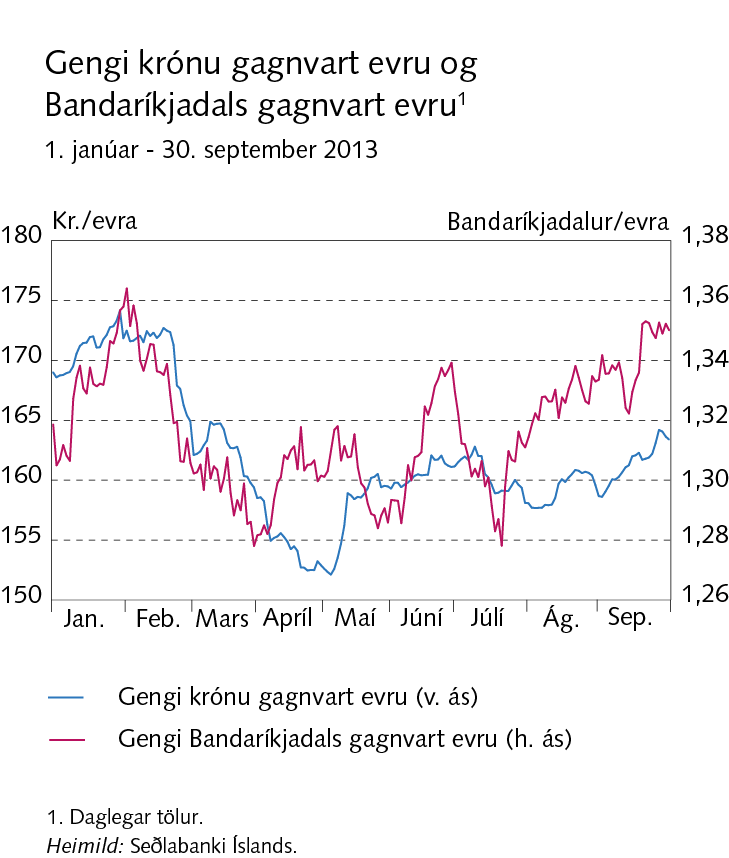 Gengi krónu gagnvart evru og
Bandaríkjadals gagnvart evru¹
1. janúar - 30. september 2013
Kr./evra Bandaríkjadalur/evra
180 1,38
175 1,36
170 1,34
165 1,32
160 1,30
155 1,28
150 1,26
Jan. Feb. Mars Apríl Maí Júní Júlí Ág. Sep.
Gengi krónu gagnvart evru (v. ás)
Gengi Bandaríkjadals gagnvart evru (h. ás)
1. Daglegar tölur.
Heimild: Seðlabanki Íslands.